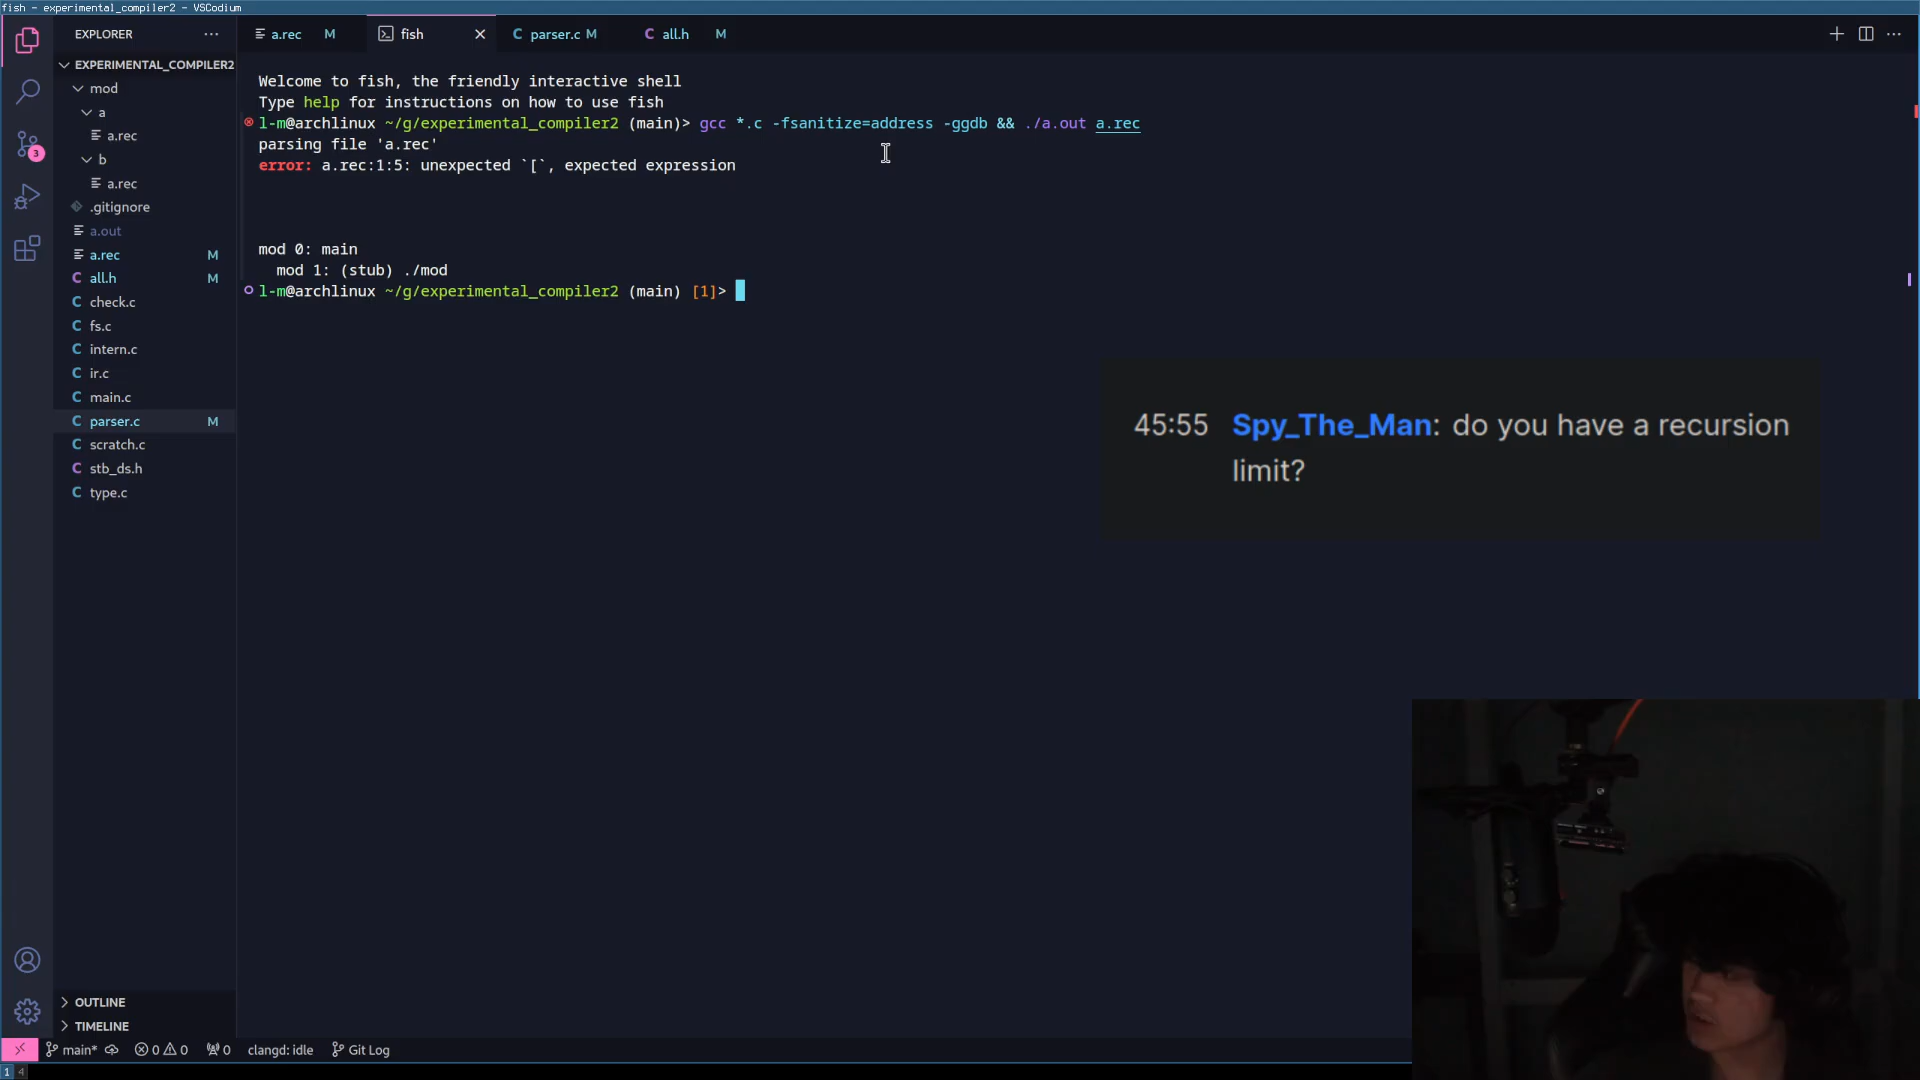 fish - experimental_compiler2 - VSCodium
EXPLORER ···
a.rec M
fish
parser.c M
all.h M
EXPERIMENTAL_COMPILER2
mod
a
a.rec
b
a.rec
.gitignore
a.out
a.rec M
all.h M
check.c
fs.c
intern.c
ir.c
main.c
parser.c M
scratch.c
stb_ds.h
type.c
3
Welcome to fish, the friendly interactive shell
Type help for instructions on how to use fish
l-m@archlinux ~/g/experimental_compiler2 (main)> gcc *.c -fsanitize=address -ggdb && ./a.out a.rec
parsing file 'a.rec'
error: a.rec:1:5: unexpected `[`, expected expression
mod 0: main
mod 1: (stub) ./mod
l-m@archlinux ~/g/experimental_compiler2 (main) [1]>
45:55 Spy_The_Man: do you have a recursion
limit?
OUTLINE
TIMELINE
main* 0 0 0 clangd: idle Git Log
1 4